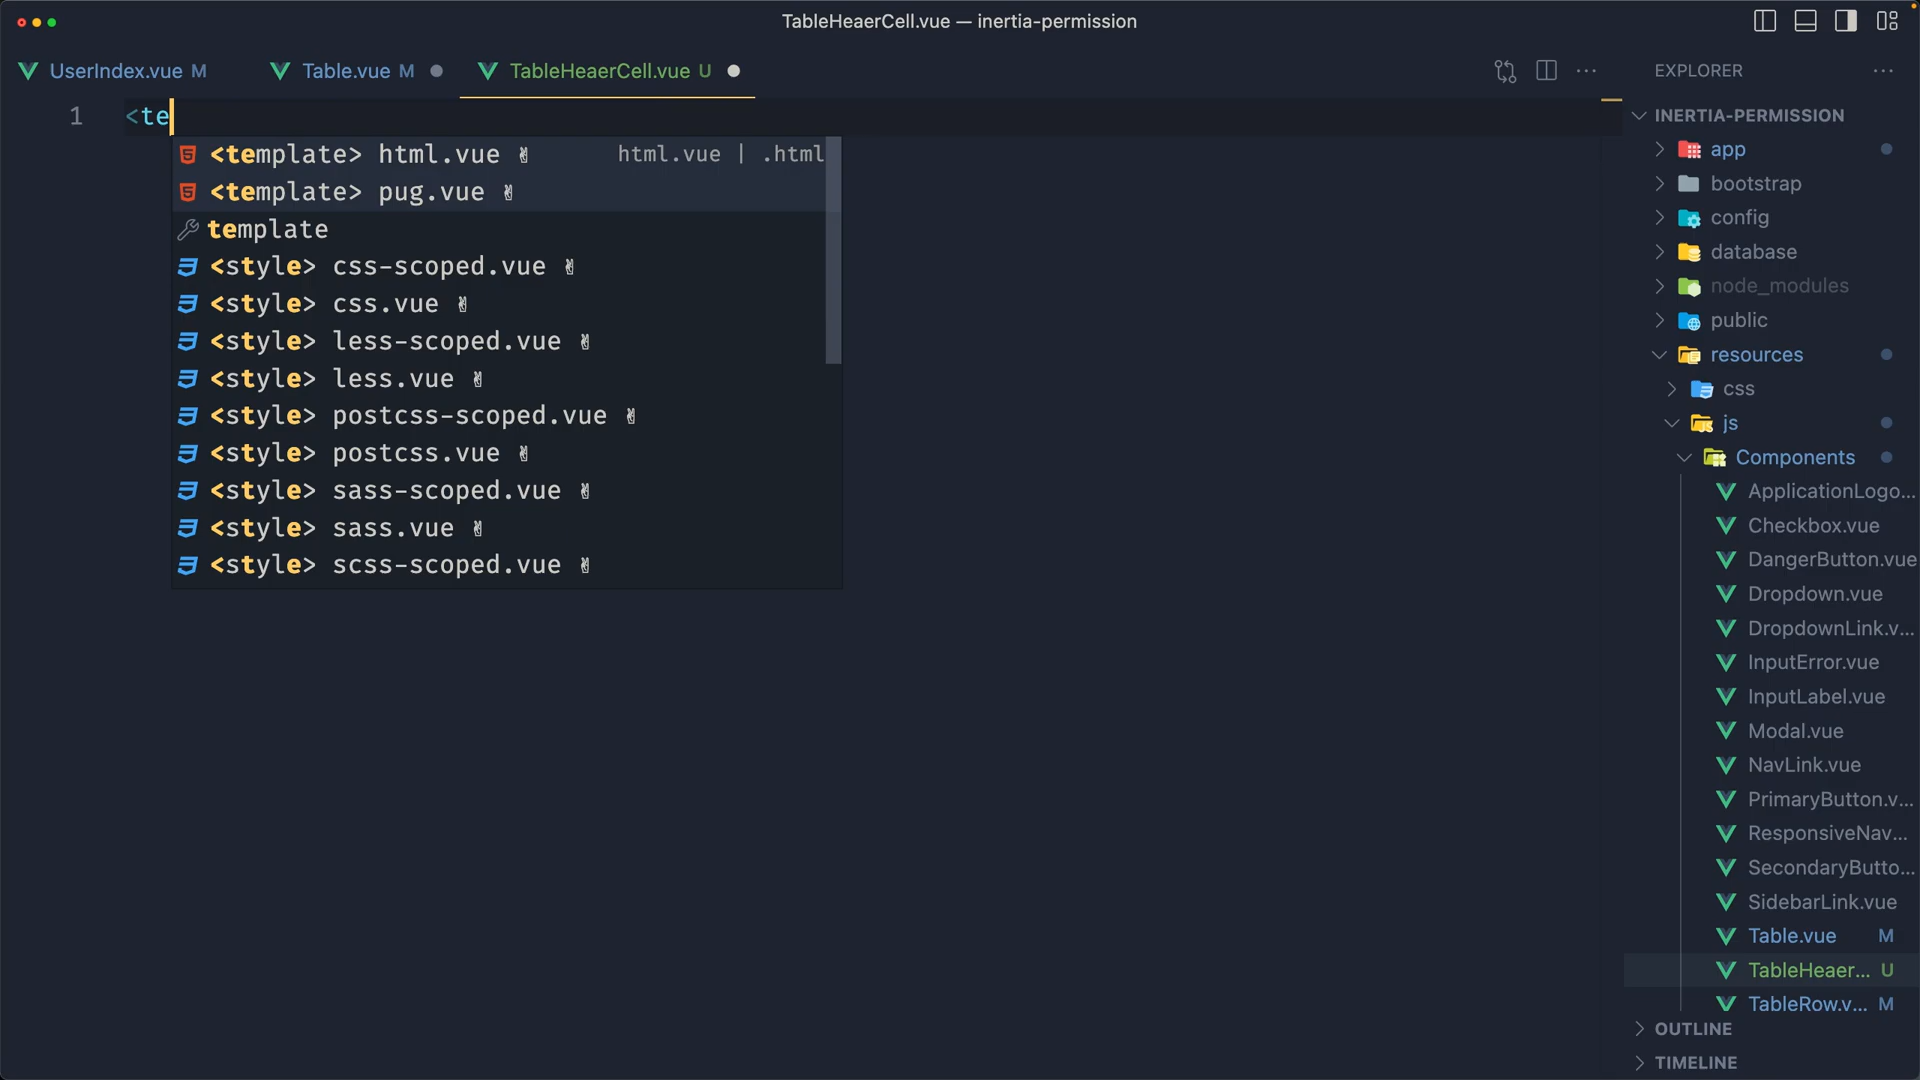 TableHeaerCell.vue — inertia-permission
UserIndex.vue M
Table.vue M
TableHeaerCell.vue U
EXPLORER
1
<te
<template> html.vue
html.vue | .html
<template> pug.vue
template
<style> css-scoped.vue
<style> css.vue
<style> less-scoped.vue
<style> less.vue
<style> postcss-scoped.vue
<style> postcss.vue
<style> sass-scoped.vue
<style> sass.vue
<style> scss-scoped.vue
INERTIA-PERMISSION
app
bootstrap
config
database
node_modules
public
resources
css
js
Components
ApplicationLogo...
Checkbox.vue
DangerButton.vue
Dropdown.vue
DropdownLink.v...
InputError.vue
InputLabel.vue
Modal.vue
NavLink.vue
PrimaryButton.v...
ResponsiveNav...
SecondaryButto...
SidebarLink.vue
Table.vue M
TableHeaer... U
TableRow.v... M
OUTLINE
TIMELINE